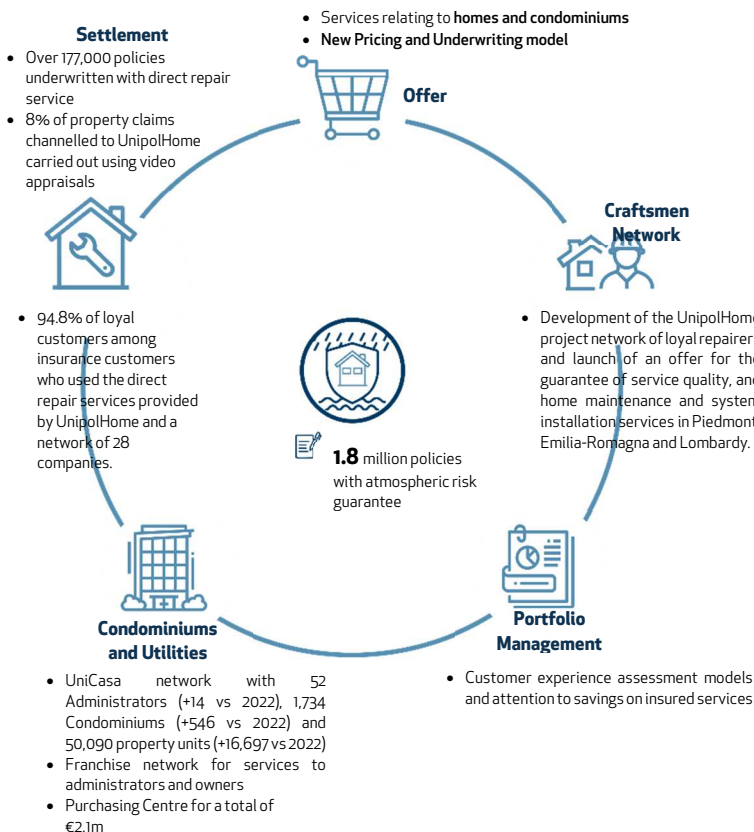 • Services relating to homes and condominiums
• New Pricing and Underwriting model
Offer
Settlement
• Over 177,000 policies
underwritten with direct repair
service
• 8% of property claims
channelled to UnipolHome
carried out using video
appraisals
• 94.8% of loyal
customers among
insurance customers
who used the direct
repair services provided
by UnipolHome and a
network of 28
companies.
Craftsmen
Network
• Development of the UnipolHome
project network of loyal repairer
and launch of an offer for the
guarantee of service quality, and
home maintenance and system
installation services in Piedmont
Emilia-Romagna and Lombardy.
1.8 million policies
with atmospheric risk
guarantee
Condominiums
and Utilities
• UniCasa network with 52
Administrators (+14 vs 2022), 1,734
Condominiums (+546 vs 2022) and
50,090 property units (+16,697 vs 2022)
• Franchise network for services to
administrators and owners
• Purchasing Centre for a total of
€2.1m
Portfolio
Management
• Customer experience assessment models
and attention to savings on insured services